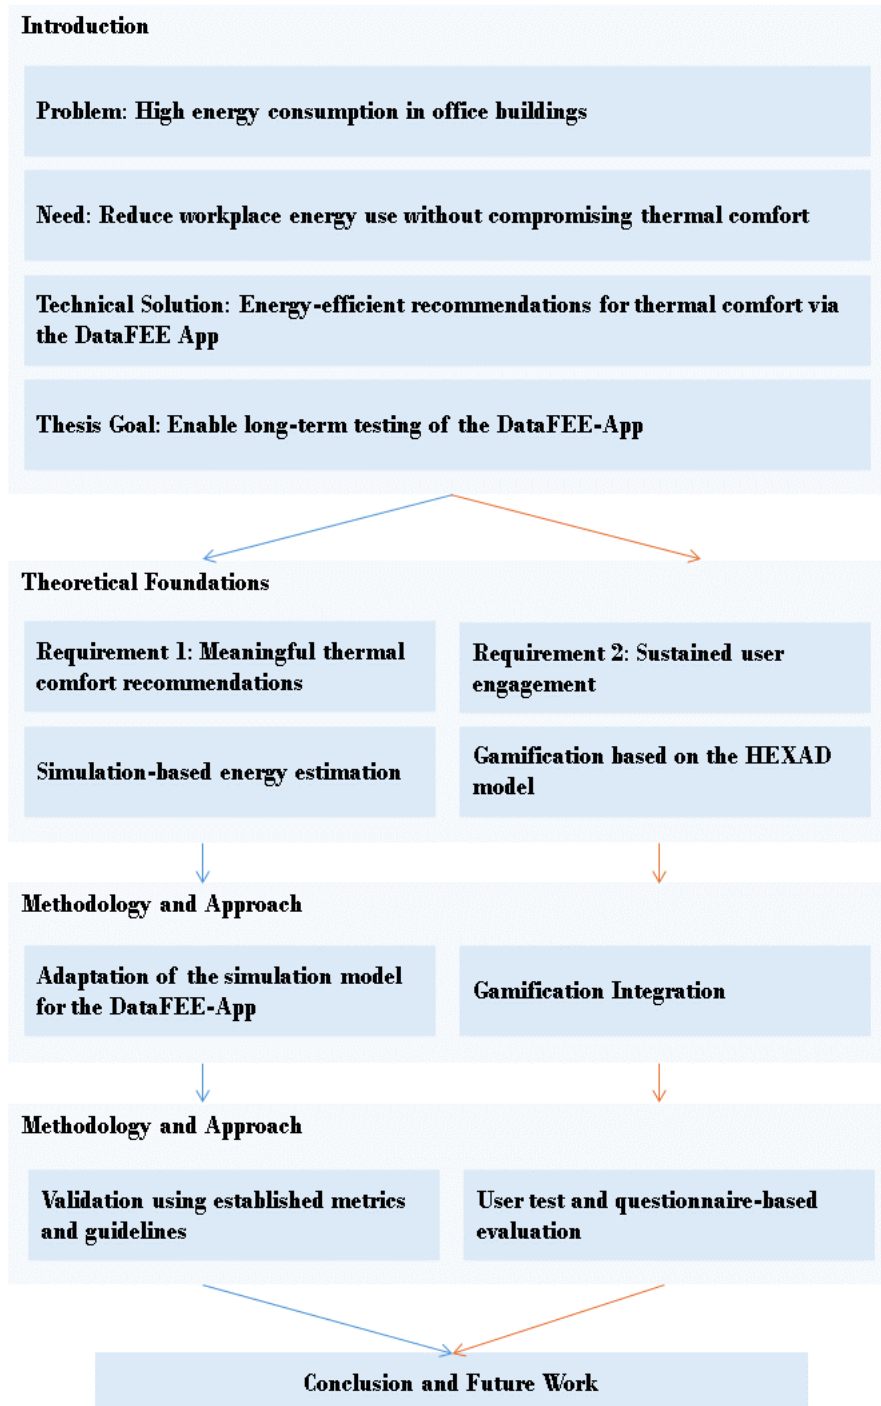 Introduction
Problem: High energy consumption in office buildings
Need: Reduce workplace energy use without compromising thermal comfort
Technical Solution: Energy-efficient recommendations for thermal comfort via
the DataFEE App
Thesis Goal: Enable long-term testing of the DataFEE-App
Theoretical Foundations
Requirement 1: Meaningful thermal
comfort recommendations
Requirement 2: Sustained user
engagement
Simulation-based energy estimation
Gamification based on the HEXAD
model
Methodology and Approach
Adaptation of the simulation model
for the DataFEE-App
Gamification Integration
Methodology and Approach
Validation using established metrics
and guidelines
User test and questionnaire-based
evaluation
Conclusion and Future Work